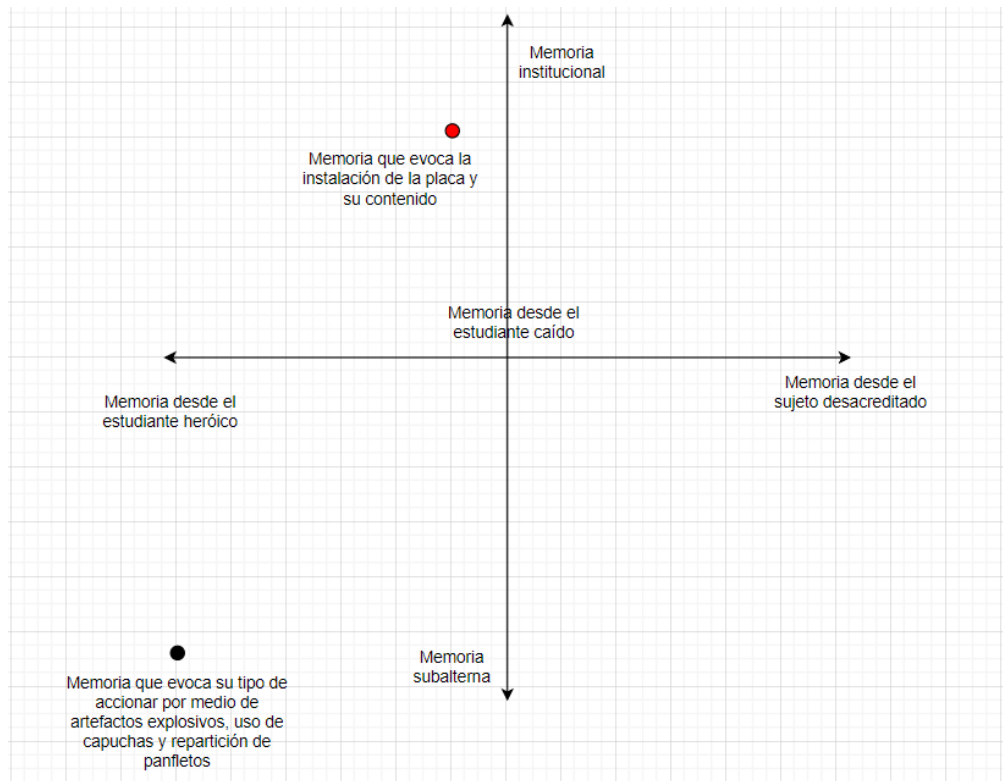 Memoria
institucional
Memoria que evoca la
instalación de la placa y
su contenido
Memoria desde el
estudiante caído
Memoria desde el
estudiante heróico
Memoria desde el
sujeto desacreditado
Memoria
subalterna
Memoria que evoca su tipo de
accionar por medio de
artefactos explosivos, uso de
capuchas y repartición de
panfletos